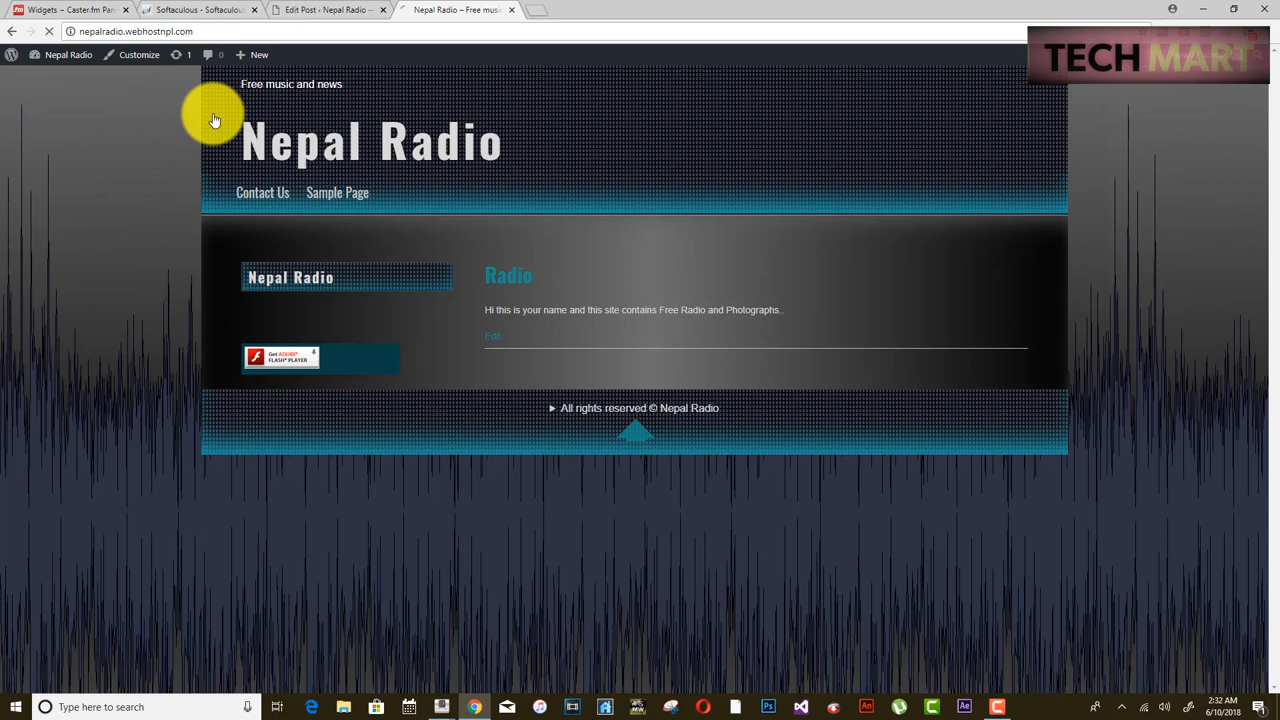 Widgets – Caster.fm Pan
Softaculous - Softaculous
Edit Post ‹ Nepal Radio —
Nepal Radio – Free music
nepalradio.webhostnpl.com
Nepal Radio
Customize
1
0
New
TECH MART
Free music and news
Nepal Radio
Contact Us
Sample Page
Nepal Radio
Radio
Hi this is your name and this site contains Free Radio and Photographs..
Edit
Get ADOBE®
FLASH® PLAYER
All rights reserved © Nepal Radio
Type here to search
2:32 AM
6/10/2018